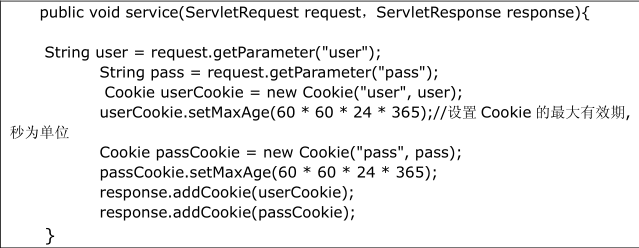 public void service(ServletRequest request，ServletResponse response){
String user = request.getParameter("user");
String pass = request.getParameter("pass");
Cookie userCookie = new Cookie("user", user);
userCookie.setMaxAge(60 * 60 * 24 * 365);//设置 Cookie 的最大有效期,
秒为单位
Cookie passCookie = new Cookie("pass", pass);
passCookie.setMaxAge(60 * 60 * 24 * 365);
response.addCookie(userCookie);
response.addCookie(passCookie);
}